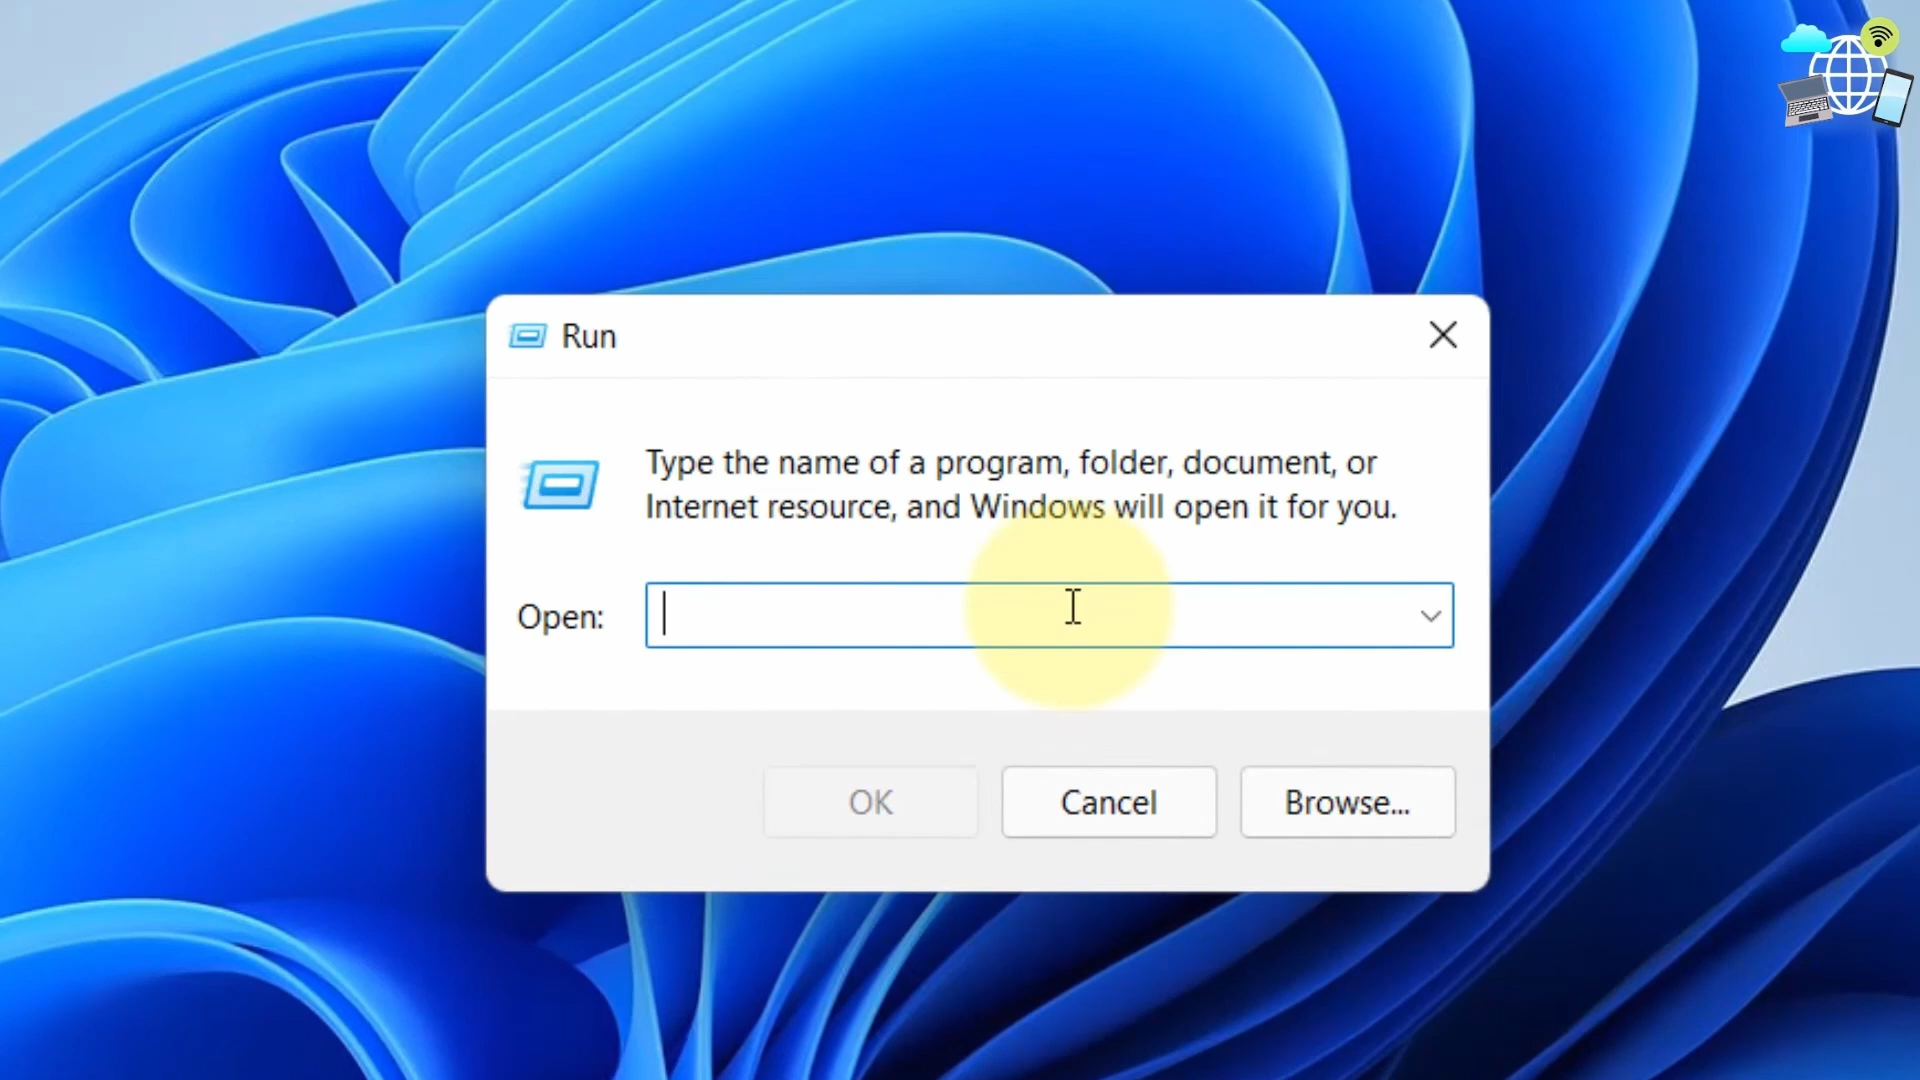 Run
Type the name of a program, folder, document, or
Internet resource, and Windows will open it for you.
Open:
OK
Cancel
Browse...